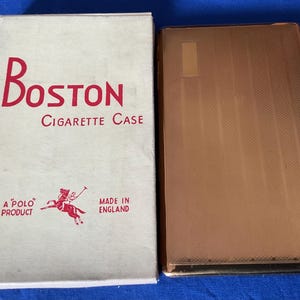 BOSTON
CIGARETTE CASE
A "POLO" PRODUCT
MADE IN ENGLAND